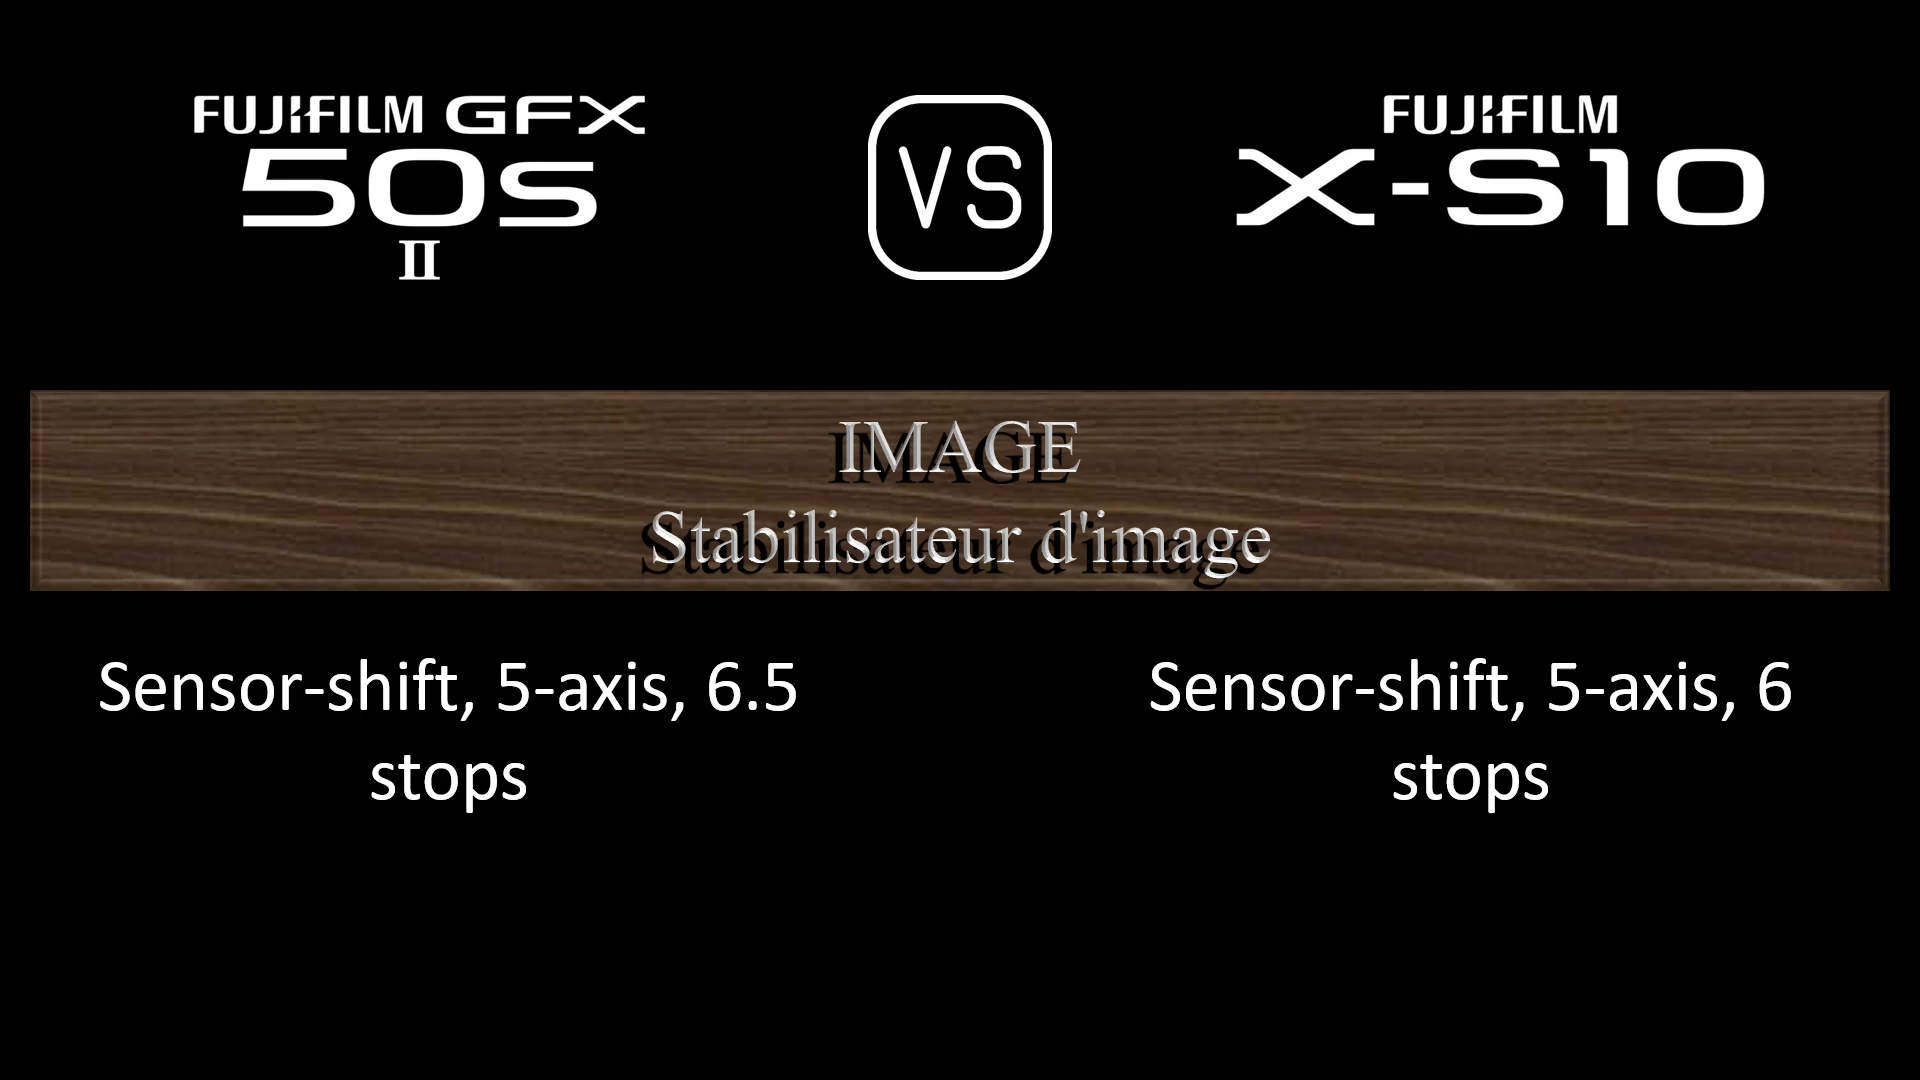 FUJIFILM GFX
50s
II
VS
FUJIFILM
X-S10
IMAGE
Stabilisateur d'image
Sensor-shift, 5-axis, 6.5
stops
Sensor-shift, 5-axis, 6
stops